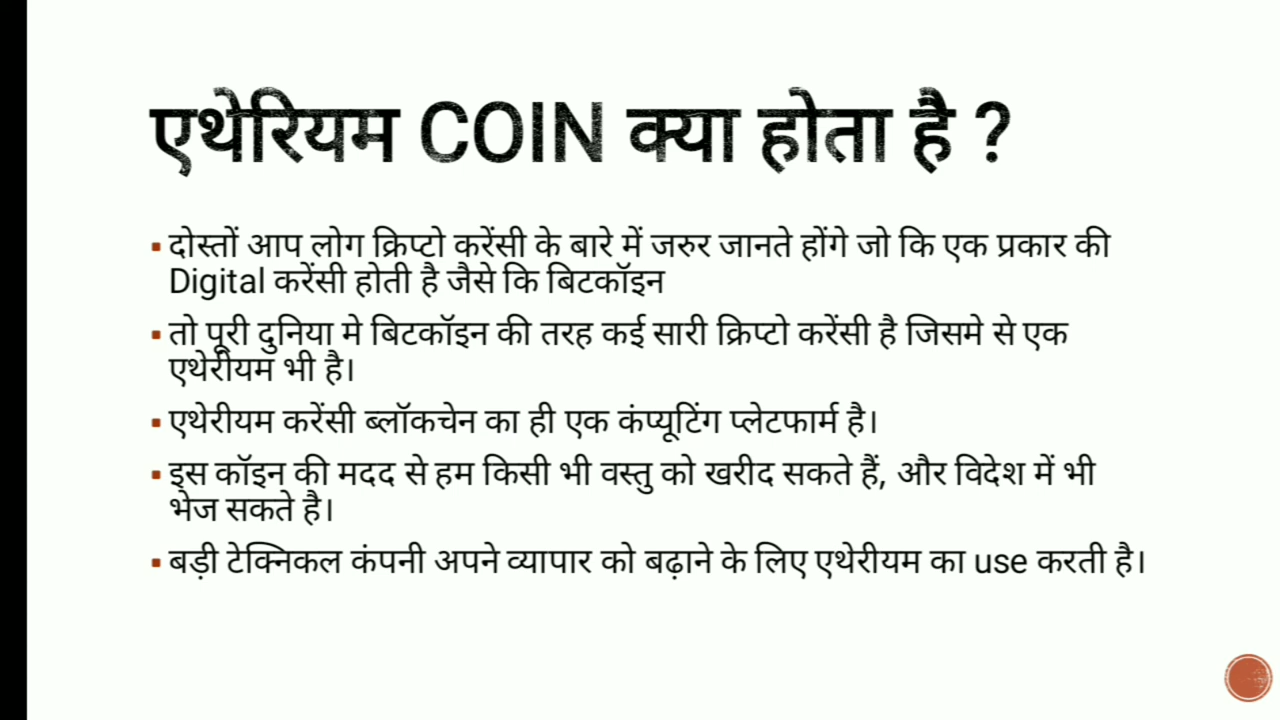 एथेरियम COIN क्या होता है ?
▪ दोस्तों आप लोग क्रिप्टो करेंसी के बारे में जरुर जानते होंगे जो कि एक प्रकार की
Digital करेंसी होती है जैसे कि बिटकॉइन
▪ तो पूरी दुनिया मे बिटकॉइन की तरह कई सारी क्रिप्टो करेंसी है जिसमे से एक
एथेरीयम भी है।
▪ एथेरीयम करेंसी ब्लॉकचेन का ही एक कंप्यूटिंग प्लेटफार्म है।
▪ इस कॉइन की मदद से हम किसी भी वस्तु को खरीद सकते हैं, और विदेश में भी
भेज सकते है।
▪ बड़ी टेक्निकल कंपनी अपने व्यापार को बढ़ाने के लिए एथेरीयम का use करती है।